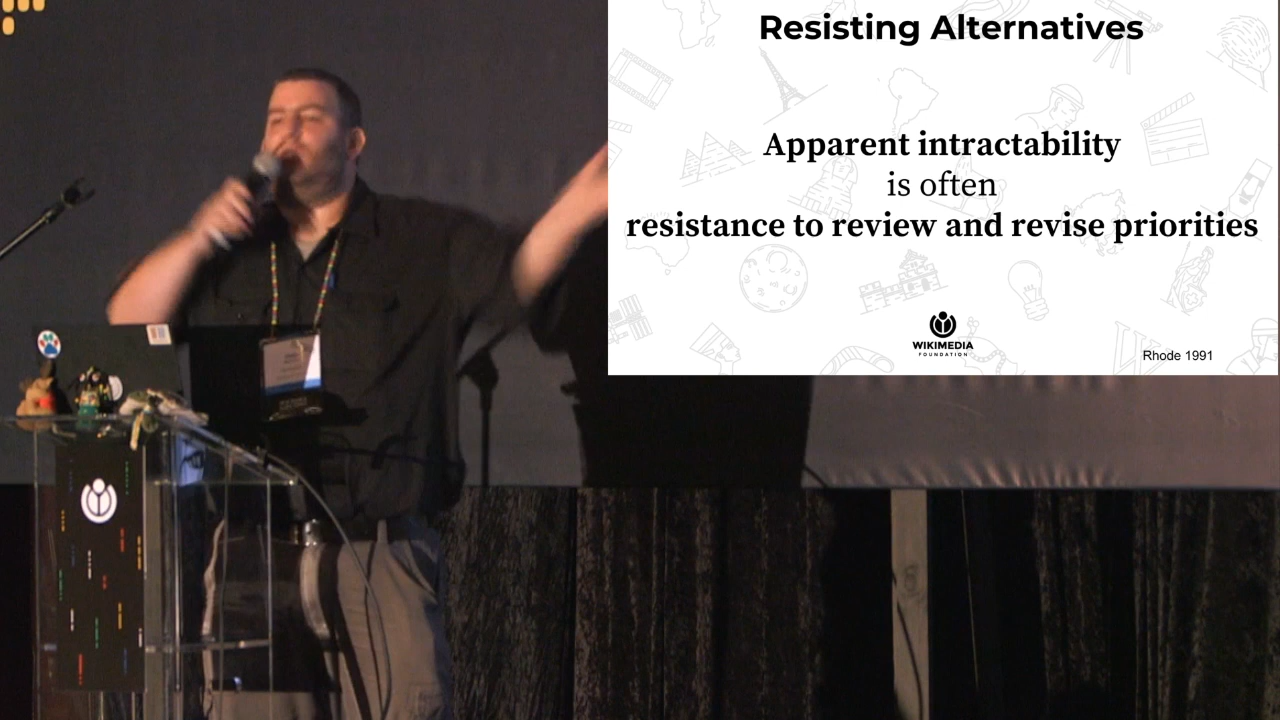 Resisting Alternatives
Apparent intractability
is often
resistance to review and revise priorities
WIKIMEDIA
FOUNDATION
Rhode 1991